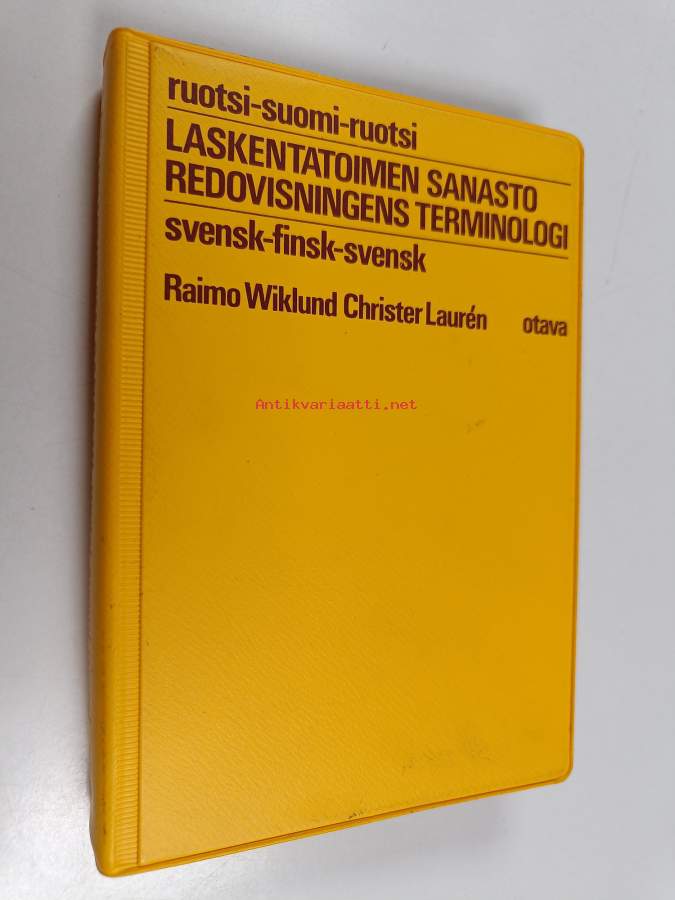 ruotsi-suomi-ruotsi
LASKENTATOIMEN SANASTO
REDOVISNINGENS TERMINOLOGI
svensk-finsk-svensk
Raimo Wiklund Christer Laurén otava
Antikvariaatti.net